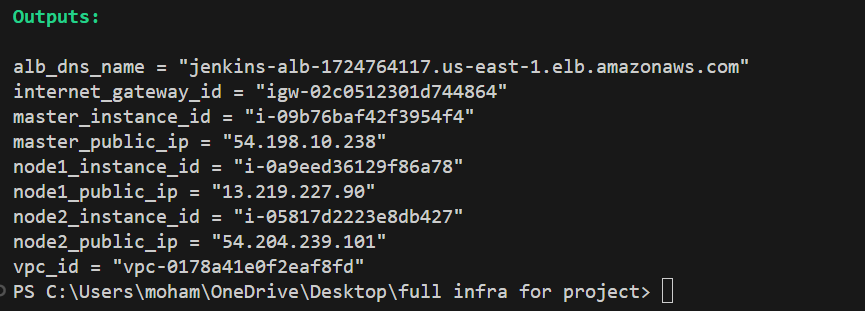 Outputs:
alb_dns_name = "jenkins-alb-1724764117.us-east-1.elb.amazonaws.com"
internet_gateway_id = "igw-02c0512301d744864"
master_instance_id = "i-09b76baf42f3954f4"
master_public_ip = "54.198.10.238"
node1_instance_id = "i-0a9eed36129f86a78"
node1_public_ip = "13.219.227.90"
node2_instance_id = "i-05817d2223e8db427"
node2_public_ip = "54.204.239.101"
vpc_id = "vpc-0178a41e0f2eaf8fd"
PS C:\Users\moham\OneDrive\Desktop\full infra for project>